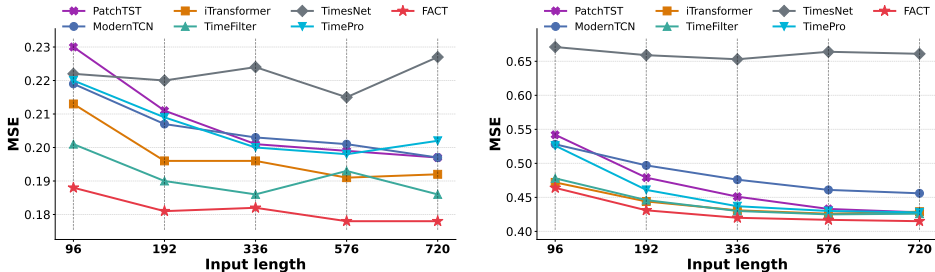 PatchTST iTransformer TimesNet FACT
ModernTCN TimeFilter TimePro
0.23
0.22
0.21
0.20
0.19
0.18
MSE
96 192 336 576 720
Input length
PatchTST iTransformer TimesNet FACT
ModernTCN TimeFilter TimePro
0.65
0.60
0.55
0.50
0.45
0.40
MSE
96 192 336 576 720
Input length